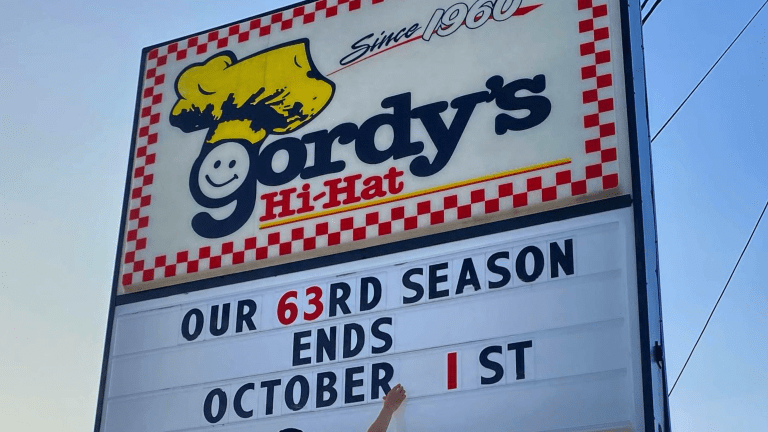 Since 1960
gordy's
Hi-Hat
OUR 63RD SEASON
ENDS
OCTOBER 1ST